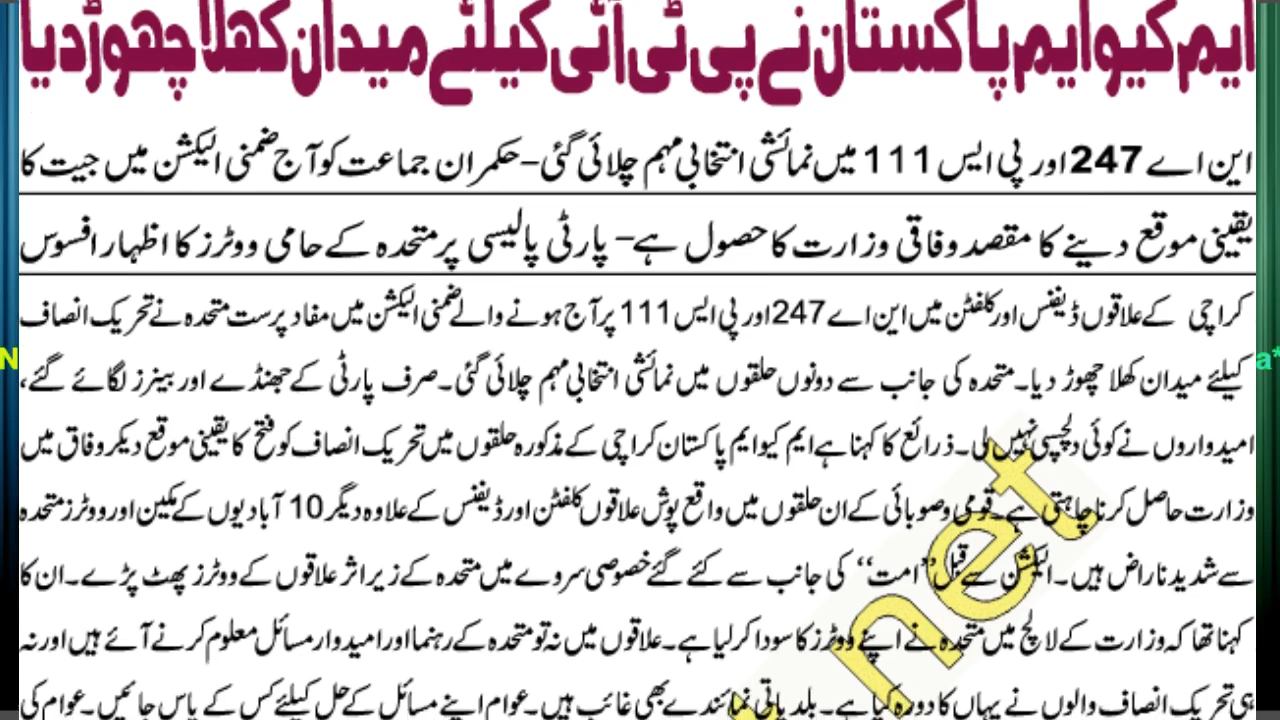 ایم کیو ایم پاکستان نے پی ٹی آئی کیلئے میدان کھلا چھوڑ دیا
این اے 247 اور پی ایس 111 میں نمائشی انتخابی مہم چلائی گئی – حکمران جماعت کو آج ضمنی الیکشن میں جیت کا
یقینی موقع دینے کا مقصد وفاقی وزارت کا حصول ہے – پارٹی پالیسی پر متحدہ کے حامی ووٹرز کا اظہار افسوس
کراچی کے علاقوں ڈیفنس اور کلفٹن میں این اے 247 اور پی ایس 111 پر آج ہونے والے ضمنی الیکشن میں مفاد پرست متحدہ نے تحریک انصاف
کیلئے میدان کھلا چھوڑ دیا۔ متحدہ کی جانب سے دونوں حلقوں میں نمائشی انتخابی مہم چلائی گئی۔ صرف پارٹی کے جھنڈے اور بینرز لگائے گئے،
امیدواروں نے کوئی دلچسپی نہیں لی۔ ذرائع کا کہنا ہے ایم کیو ایم پاکستان کراچی کے مذکورہ حلقوں میں تحریک انصاف کو فتح کا یقینی موقع دیکر وفاق میں
وزارت حاصل کرنا چاہتی ہے۔ قومی و صوبائی کے ان حلقوں میں واقع پوش علاقوں کلفٹن اور ڈیفنس کے علاوہ دیگر 10 آبادیوں کے مکین اور ووٹرز متحدہ
سے شدید ناراض ہیں۔ الیکشن سے قبل ’’امت‘‘ کی جانب سے کئے گئے خصوصی سروے میں متحدہ کے زیر اثر علاقوں کے ووٹرز پھٹ پڑے۔ ان کا
کہنا تھا کہ وزارت کے لالچ میں متحدہ نے اپنے ووٹرز کا سودا کر لیا ہے۔ علاقوں میں نہ تو متحدہ کے رہنما اور امیدوار مسائل معلوم کرنے آئے ہیں اور نہ
ہی تحریک انصاف والوں نے یہاں کا دورہ کیا ہے۔ بلدیاتی نمائندے بھی غائب ہیں۔ عوام اپنے مسائل کے حل کیلئے کس کے پاس جائیں۔ عوام کی
net
N
a*